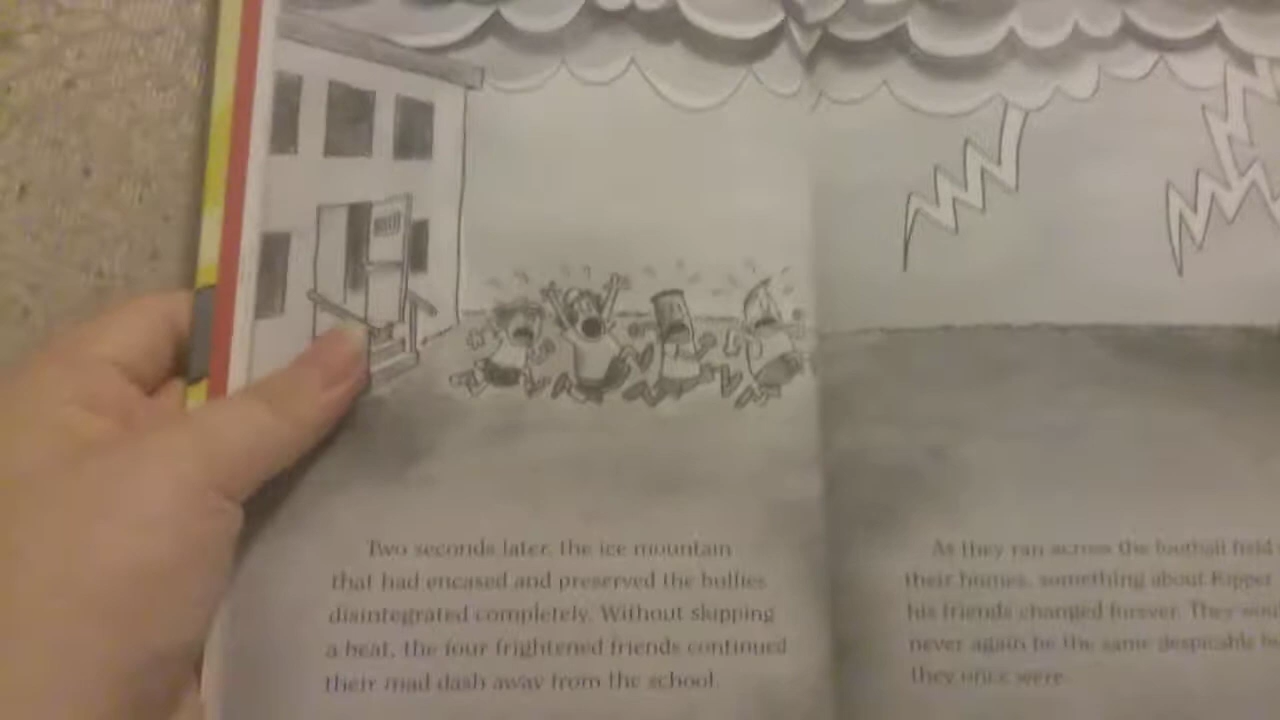 Two seconds later, the ice mountain
that had encased and preserved the bullies
disintegrated completely. Without skipping
a beat, the four frightened friends continued
their mad dash away from the school.
As they ran across the football field
their homes, something about Kipper
his friends changed forever. They
never again be the same despicable
they once were.